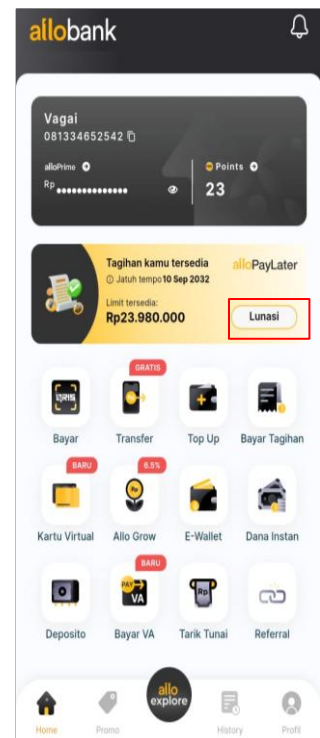 allobank
Vagai
081334652542
alloPrime
Points
Rp ••••••••••••••
23
Tagihan kamu tersedia
alloPayLater
Jatuh tempo 10 Sep 2032
Limit tersedia:
Rp23.980.000
Lunasi
GRATIS
QRIS
Rp
Bayar
Transfer
Top Up
Bayar Tagihan
BARU
6.5%
Rp
Kartu Virtual
Allo Grow
E-Wallet
Dana Instan
BARU
PAY
VA
Rp
Deposito
Bayar VA
Tarik Tunai
Referral
allo
explore
Home
Promo
History
Profil